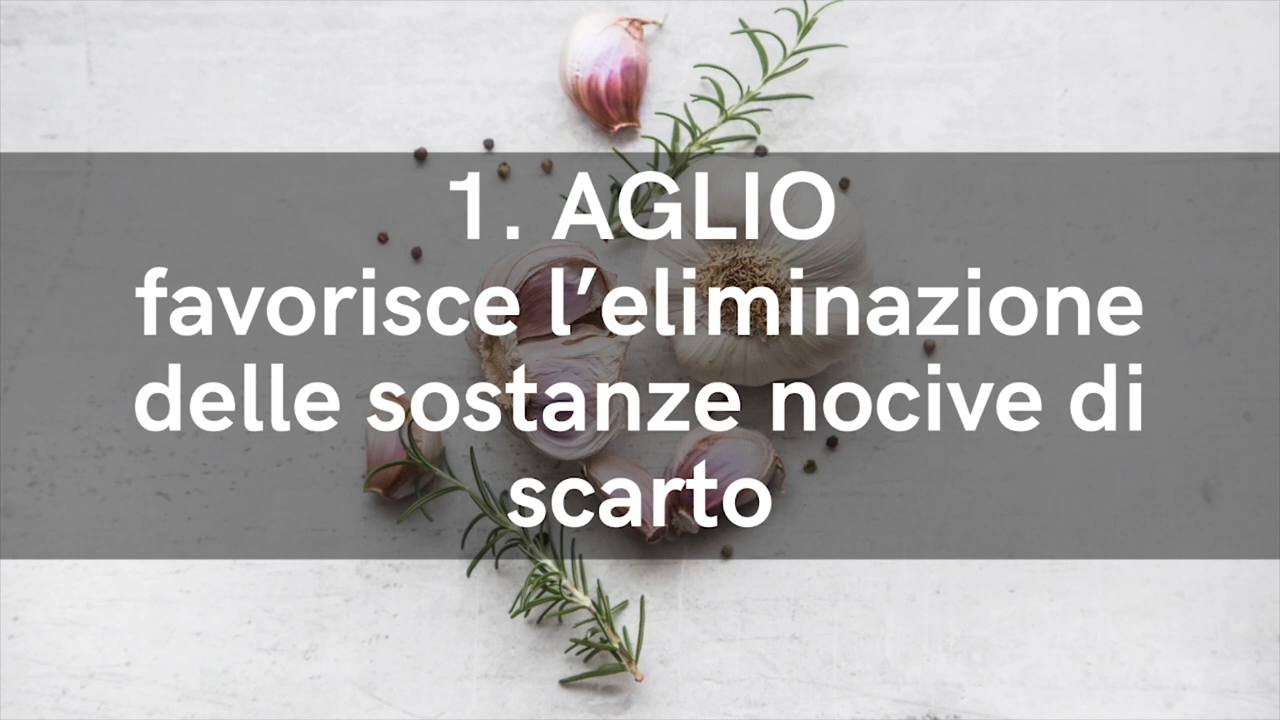 1. AGLIO
favorisce l’eliminazione
delle sostanze nocive di
scarto